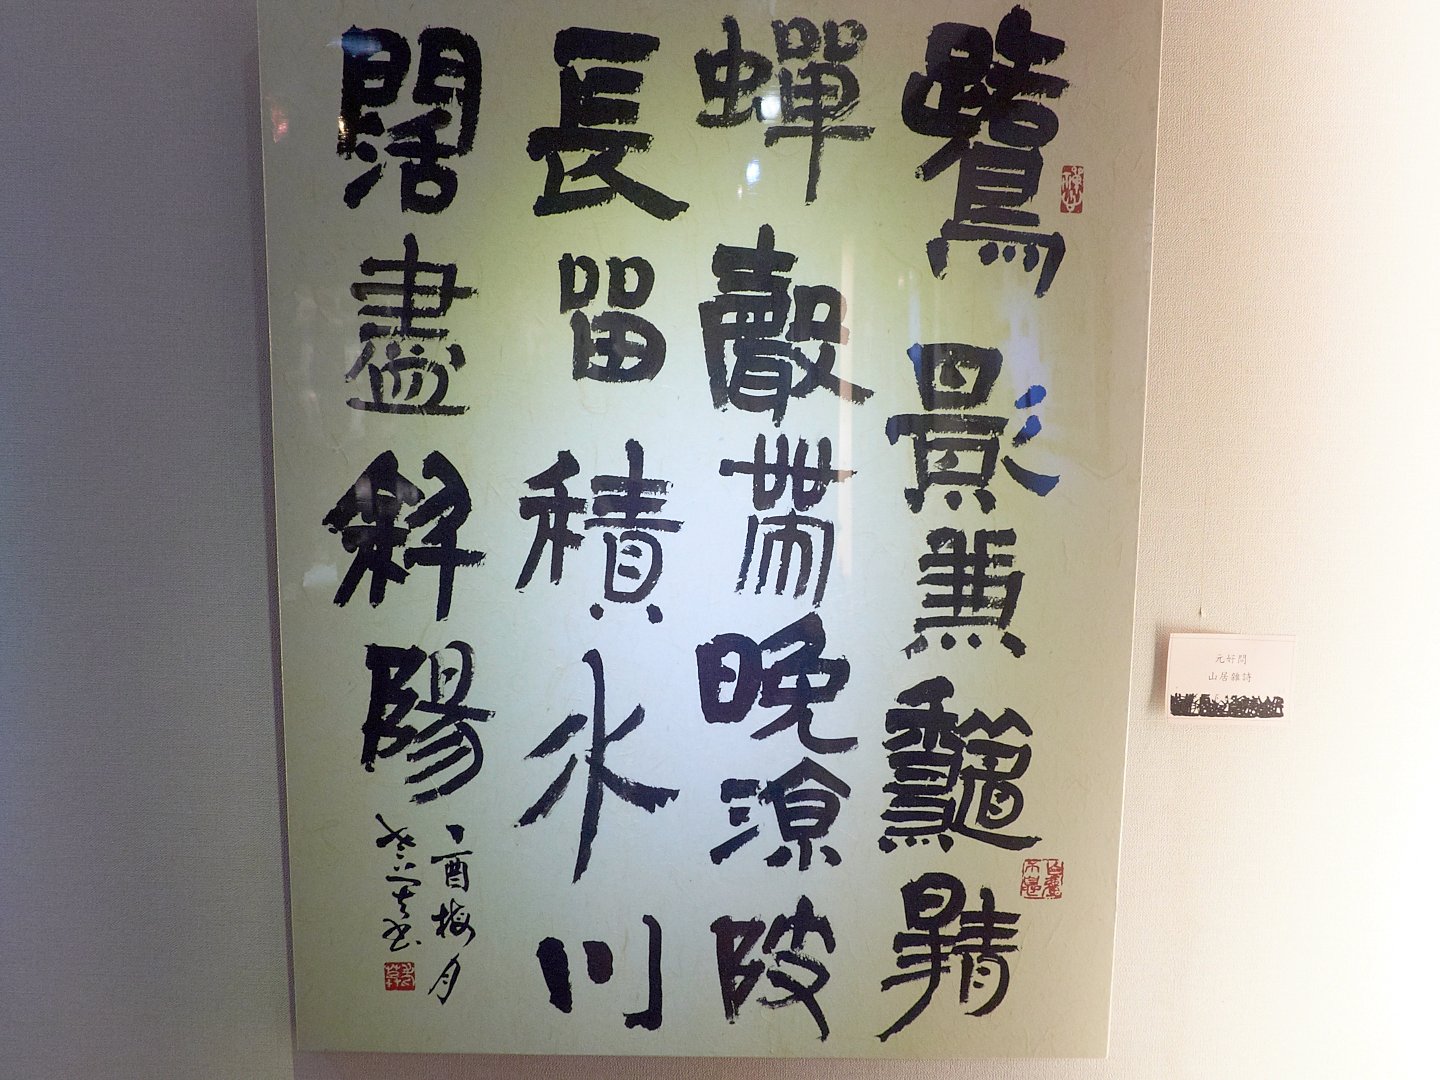 鷺影兼龝靜
蟬聲帶晚涼陂
長留積水川
闊盡斜陽
酉梅月
書
元好問
山居雜詩